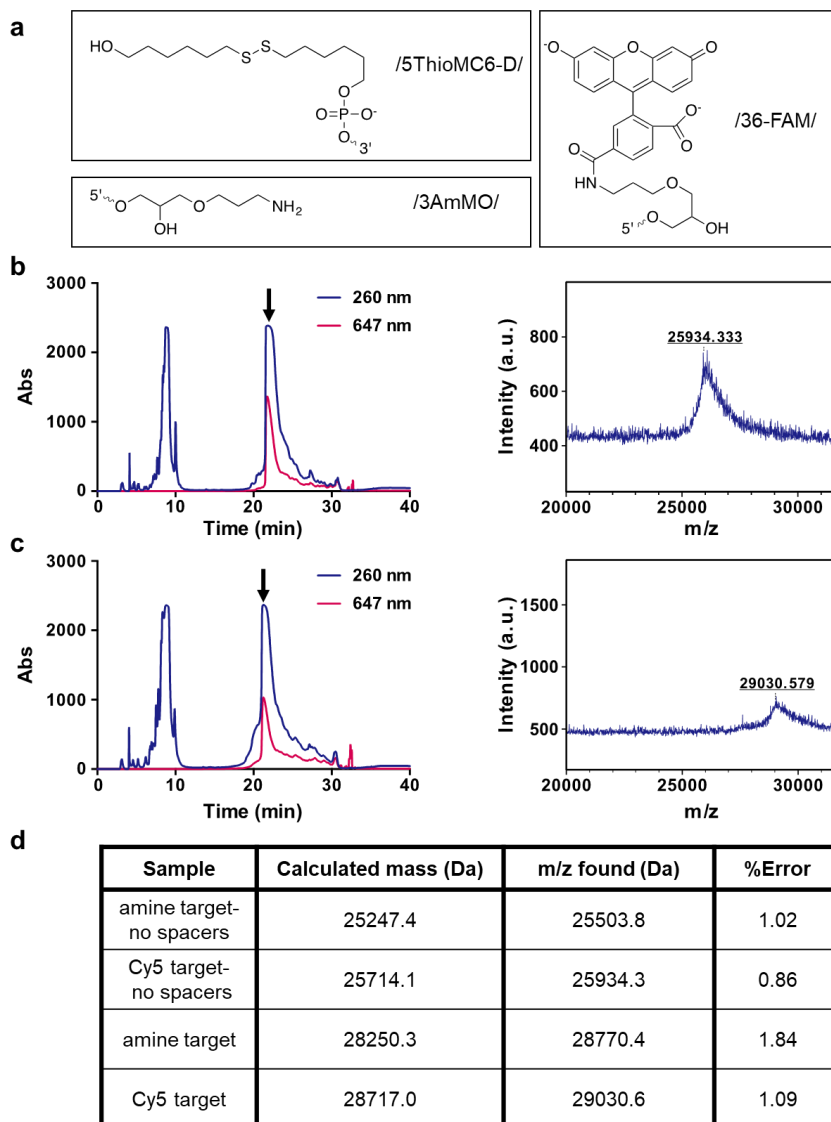 a
HO
S
S
O
O=P-O-
O
3'
/5ThioMC6-D/
5'
O
OH
O
NH2
/3AmMO/
-O
O
O
O-
O
O
NH
O
5'
O
OH
/36-FAM/
b
3000
2000
1000
0
Abs
260 nm
647 nm
0 10 20 30 40
Time (min)
800
600
400
Intenity (a.u.)
25934.333
20000 25000 30000
m/z
c
3000
2000
1000
0
Abs
260 nm
647 nm
0 10 20 30 40
Time (min)
1500
1000
500
Intenity (a.u.)
29030.579
20000 25000 30000
m/z
d
Sample Calculated mass (Da) m/z found (Da) %Error
amine target-
no spacers 25247.4 25503.8 1.02
Cy5 target-
no spacers 25714.1 25934.3 0.86
amine target 28250.3 28770.4 1.84
Cy5 target 28717.0 29030.6 1.09